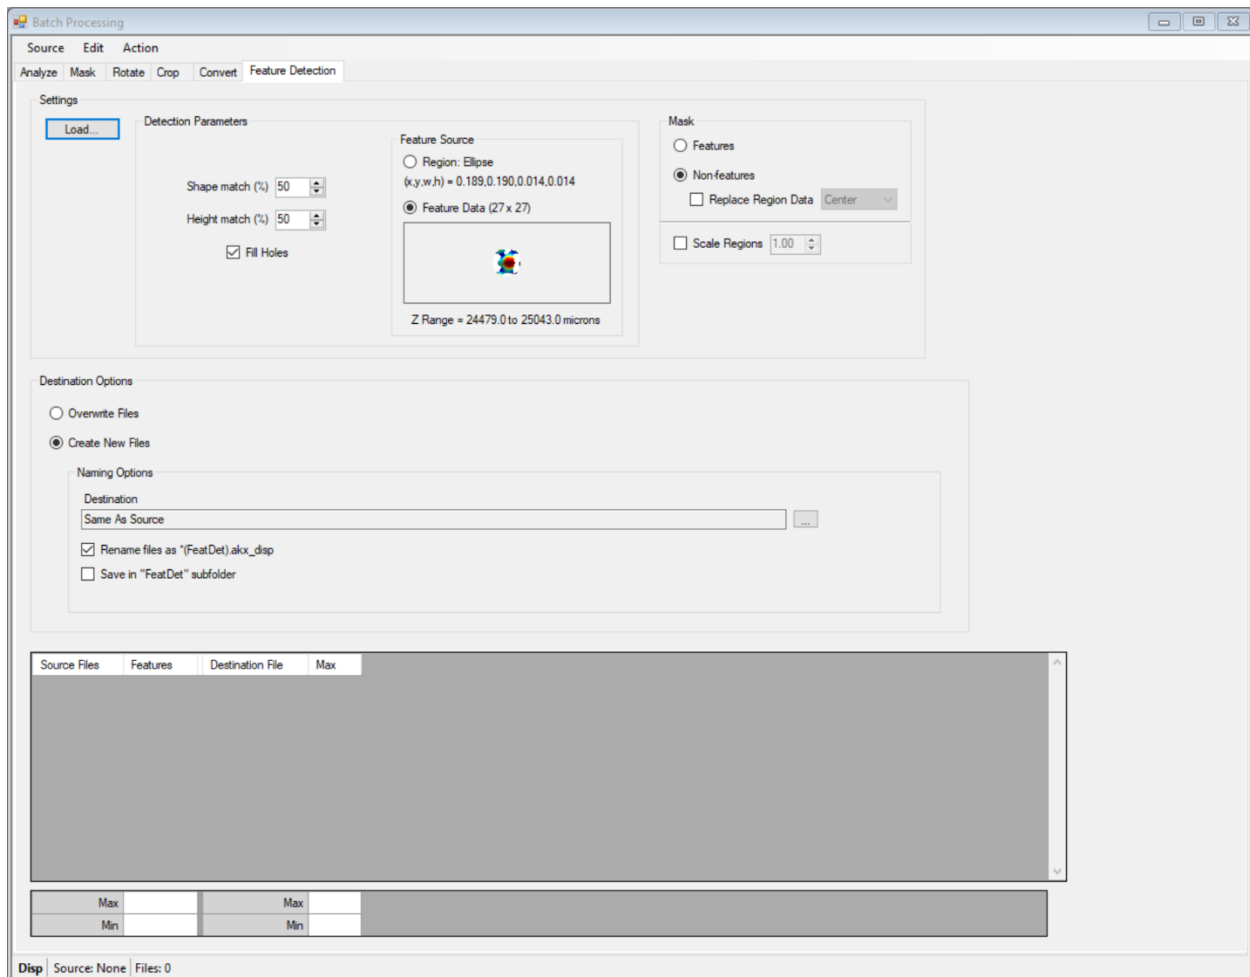 Batch Processing
Source Edit Action
Analyze Mask Rotate Crop Convert Feature Detection
Settings
Load...
Detection Parameters
Shape match (%) 50
Height match (%) 50
Fill Holes
Feature Source
Region: Ellipse
(x,y,w,h) = 0.189,0.190,0.014,0.014
Feature Data (27 x 27)
Z Range = 24479.0 to 25043.0 microns
Mask
Features
Non-features
Replace Region Data Center
Scale Regions 1.00
Destination Options
Overwrite Files
Create New Files
Naming Options
Destination
Same As Source ...
Rename files as *(FeatDet).akx_disp
Save in "FeatDet" subfolder
Source Files Features Destination File Max
Max Max
Min Min
Disp Source: None Files: 0